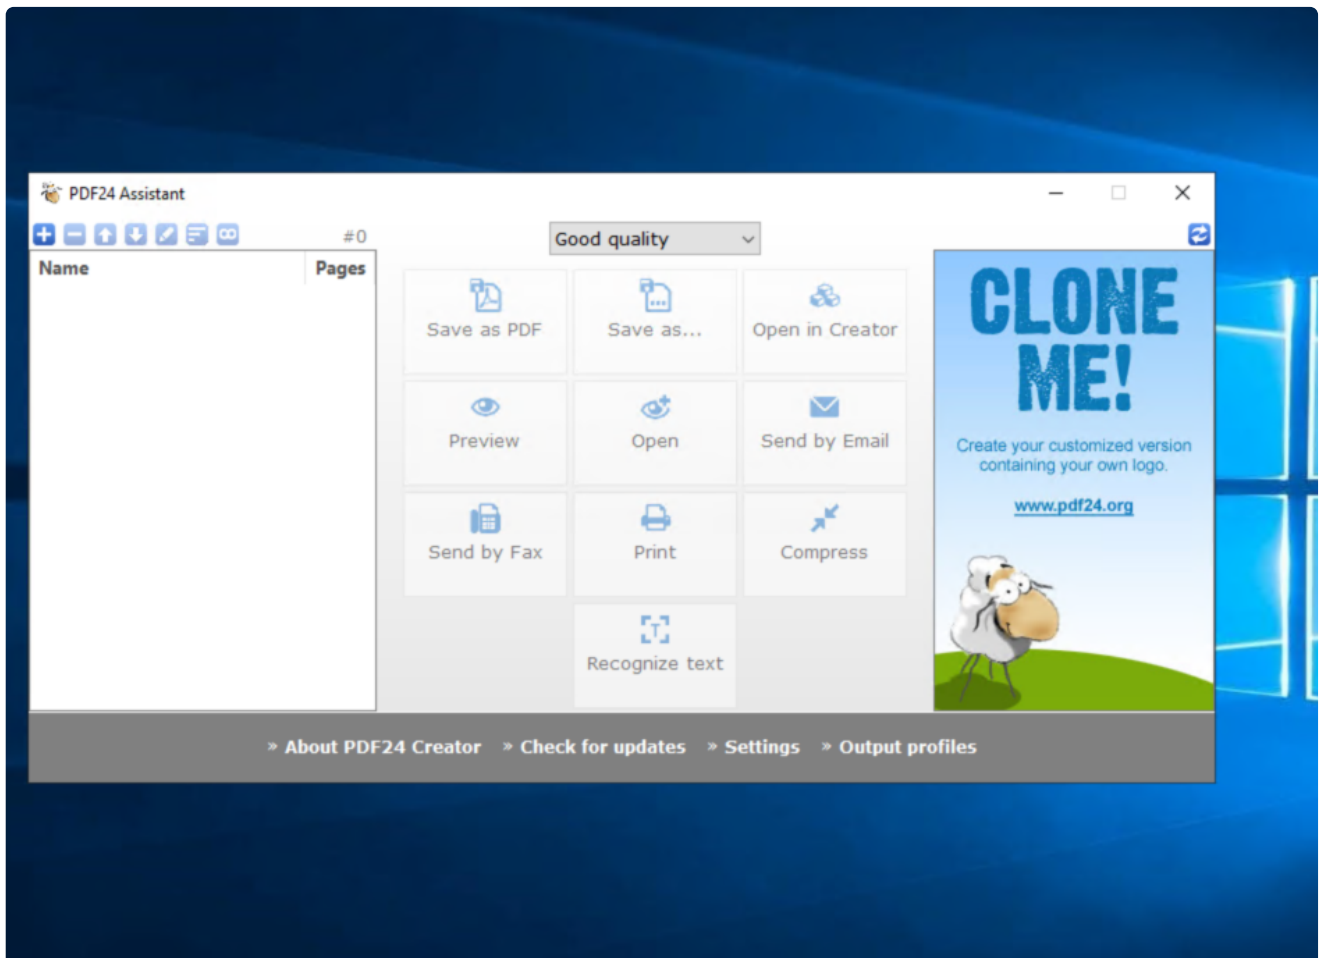 PDF24 Assistant
#0
Good quality
Name Pages
Save as PDF Save as... Open in Creator
Preview Open Send by Email
Send by Fax Print Compress
Recognize text
CLONE
ME!
Create your customized version
containing your own logo.
www.pdf24.org
» About PDF24 Creator » Check for updates » Settings » Output profiles